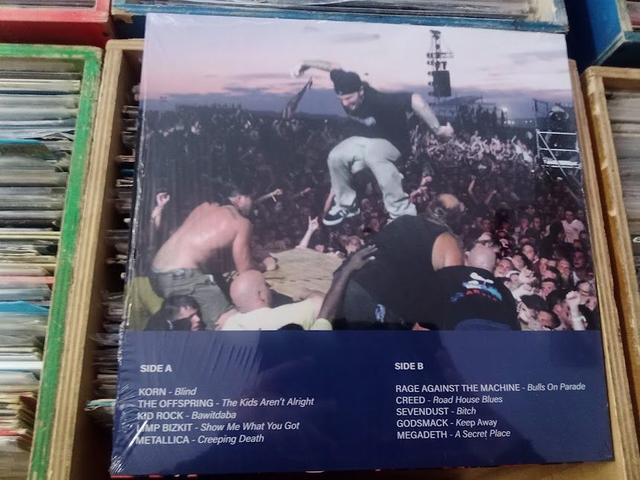 SIDE A
KORN - Blind
THE OFFSPRING - The Kids Aren't Alright
KID ROCK - Bawitdaba
LIMP BIZKIT - Show Me What You Got
METALLICA - Creeping Death
SIDE B
RAGE AGAINST THE MACHINE - Bulls On Parade
CREED - Road House Blues
SEVENDUST - Bitch
GODSMACK - Keep Away
MEGADETH - A Secret Place